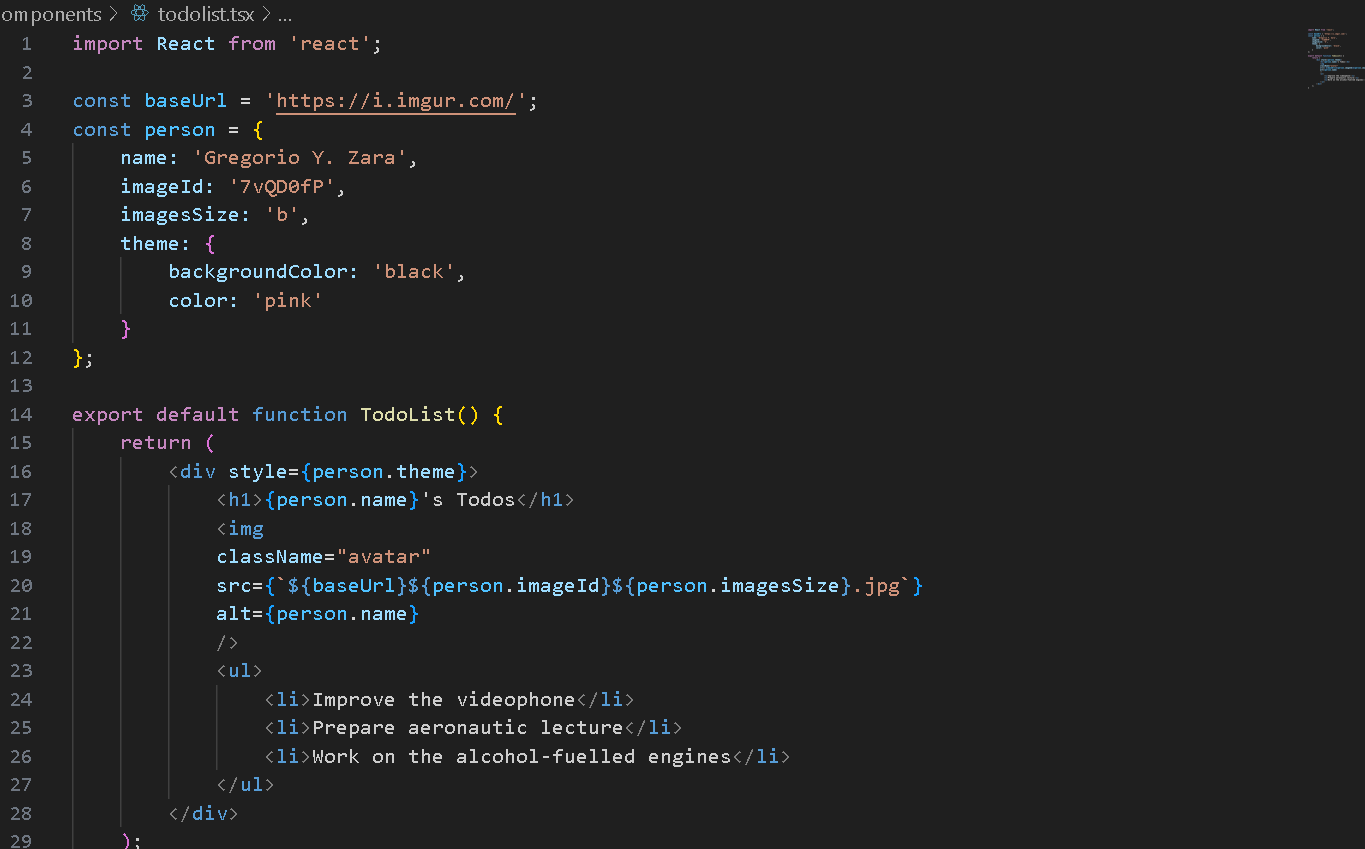 omponents > todolist.tsx > ...
1 import React from 'react';
2
3 const baseUrl = 'https://i.imgur.com/';
4 const person = {
5     name: 'Gregorio Y. Zara',
6     imageId: '7vQD0fP',
7     imagesSize: 'b',
8     theme: {
9         backgroundColor: 'black',
10         color: 'pink'
11     }
12 };
13
14 export default function TodoList() {
15     return (
16         <div style={person.theme}>
17             <h1>{person.name}'s Todos</h1>
18             <img
19             className="avatar"
20             src={`${baseUrl}${person.imageId}${person.imagesSize}.jpg`}
21             alt={person.name}
22             />
23             <ul>
24                 <li>Improve the videophone</li>
25                 <li>Prepare aeronautic lecture</li>
26                 <li>Work on the alcohol-fuelled engines</li>
27             </ul>
28         </div>
29     );